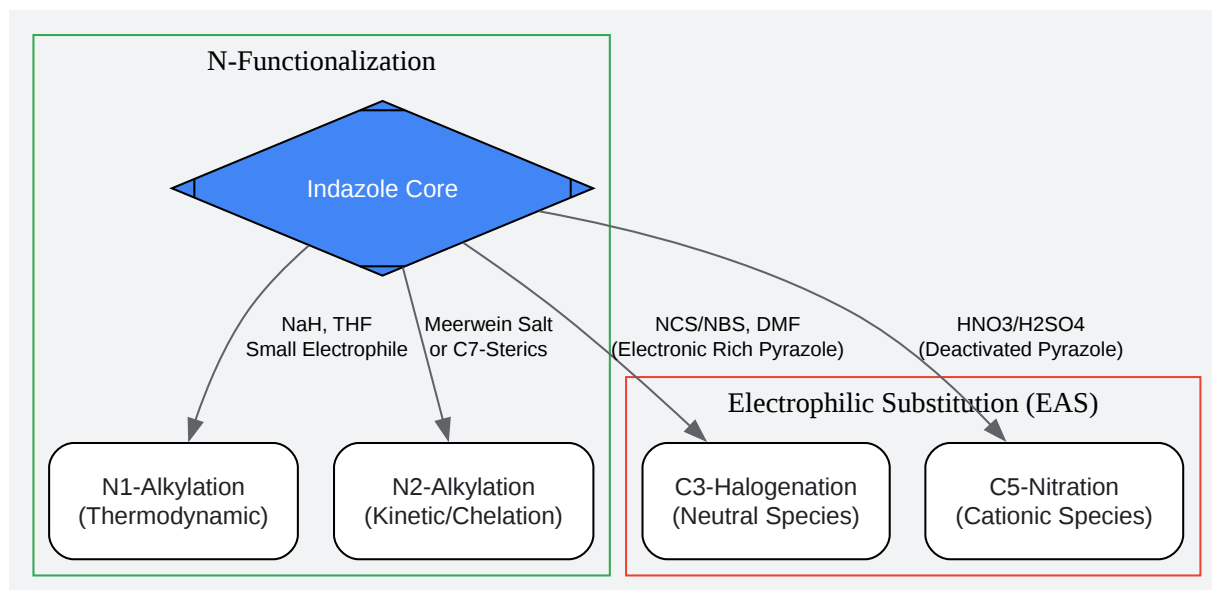 N-Functionalization
Indazole Core
NaH, THF
Small Electrophile
Meerwein Salt
or C7-Sterics
NCS/NBS, DMF
(Electronic Rich Pyrazole)
HNO3/H2SO4
(Deactivated Pyrazole)
Electrophilic Substitution (EAS)
N1-Alkylation
(Thermodynamic)
N2-Alkylation
(Kinetic/Chelation)
C3-Halogenation
(Neutral Species)
C5-Nitration
(Cationic Species)